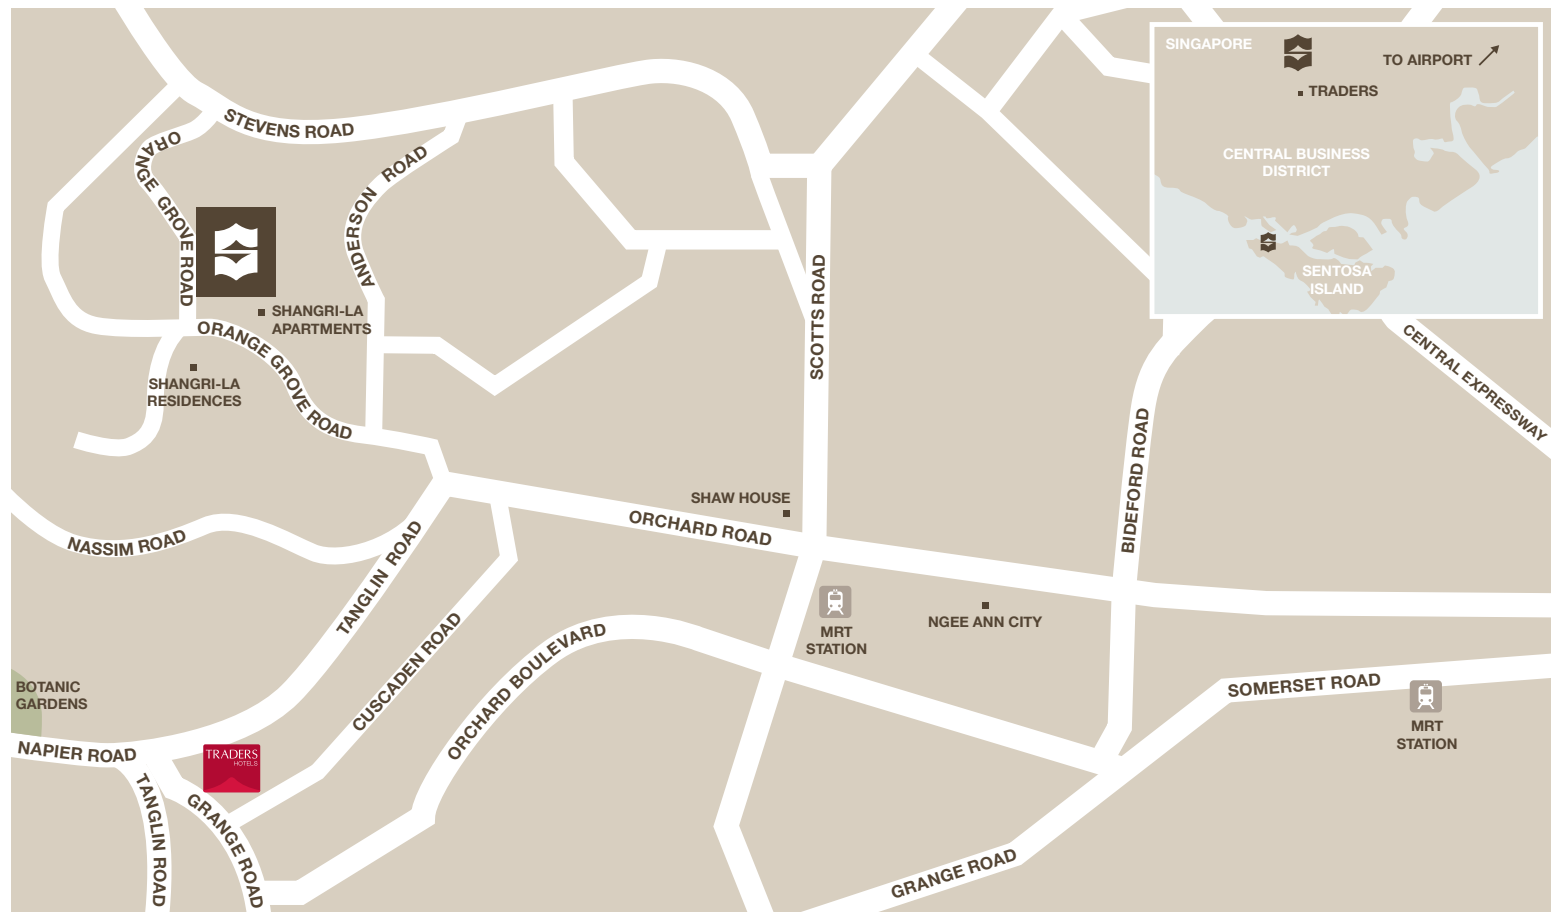 SINGAPORE
TO AIRPORT
TRADERS
CENTRAL BUSINESS
DISTRICT
SENTOSA
ISLAND
STEVENS ROAD
ORANGE GROVE ROAD
ANDERSON ROAD
SHANGRI-LA
APARTMENTS
ORANGE GROVE ROAD
SHANGRI-LA
RESIDENCES
SCOTTS ROAD
CENTRAL EXPRESSWAY
BIDEFORD ROAD
SHAW HOUSE
ORCHARD ROAD
NASSIM ROAD
TANGLIN ROAD
CUSCADEN ROAD
ORCHARD BOULEVARD
MRT
STATION
NGEE ANN CITY
BOTANIC
GARDENS
SOMERSET ROAD
MRT
STATION
NAPIER ROAD
TRADERS
HOTELS
TANGLIN ROAD
GRANGE ROAD
GRANGE ROAD